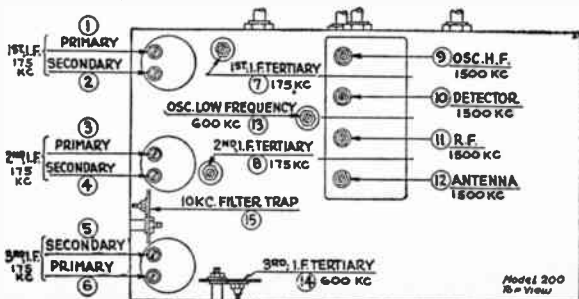 ①
1ST. I.F. PRIMARY
175 KC
SECONDARY
②
1ST. I.F. TERTIARY
⑦ 175 KC
OSC. LOW FREQUENCY
600 KC ⑬
③
2ND. I.F. PRIMARY
175 KC
SECONDARY
④
2ND. I.F. TERTIARY
⑧ 175 KC
10 KC. FILTER TRAP
⑮
⑤
3RD. I.F. SECONDARY
175 KC
PRIMARY
⑥
3RD. I.F. TERTIARY
⑭ 600 KC
⑨ OSC. H.F.
1500 KC
⑩ DETECTOR
1500 KC
⑪ R.F.
1500 KC
⑫ ANTENNA
1500 KC
Model 200
Top View